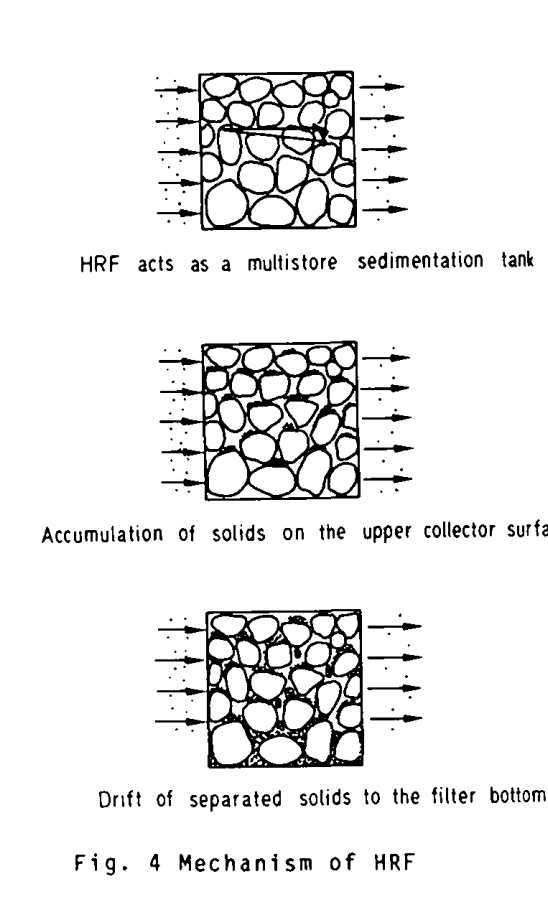 HRF acts as a multistore sedimentation tank
Accumulation of solids on the upper collector surfa
Drift of separated solids to the filter bottom
Fig. 4 Mechanism of HRF